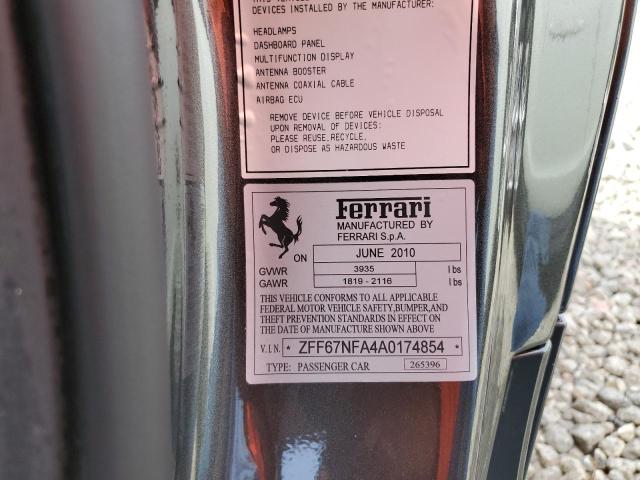 DEVICES INSTALLED BY THE MANUFACTURER:
HEADLAMPS
DASHBOARD PANEL
MULTIFUNCTION DISPLAY
ANTENNA BOOSTER
ANTENNA COAXIAL CABLE
AIRBAG ECU
REMOVE DEVICE BEFORE VEHICLE DISPOSAL
UPON REMOVAL OF DEVICES:
PLEASE REUSE,RECYCLE,
OR DISPOSE AS HAZARDOUS WASTE
Ferrari
MANUFACTURED BY
FERRARI S.p.A.
ON JUNE 2010
GVWR 3935 lbs
GAWR 1819 - 2116 lbs
THIS VEHICLE CONFORMS TO ALL APPLICABLE
FEDERAL MOTOR VEHICLE SAFETY,BUMPER,AND
THEFT PREVENTION STANDARDS IN EFFECT ON
THE DATE OF MANUFACTURE SHOWN ABOVE
V.I.N. * ZFF67NFA4A0174854 *
TYPE: PASSENGER CAR 265396